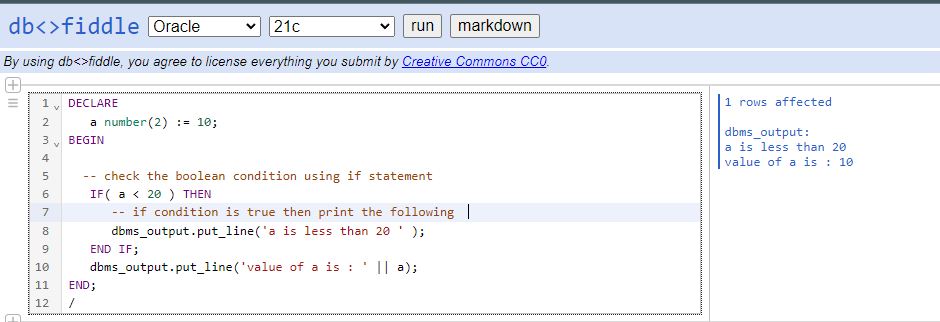 db<>fiddle Oracle 21c run markdown
By using db<>fiddle, you agree to license everything you submit by Creative Commons CC0.
1 DECLARE
2 a number(2) := 10;
3 BEGIN
4
5 -- check the boolean condition using if statement
6 IF( a < 20 ) THEN
7 -- if condition is true then print the following
8 dbms_output.put_line('a is less than 20 ' );
9 END IF;
10 dbms_output.put_line('value of a is : ' || a);
11 END;
12 /
1 rows affected
dbms_output:
a is less than 20
value of a is : 10